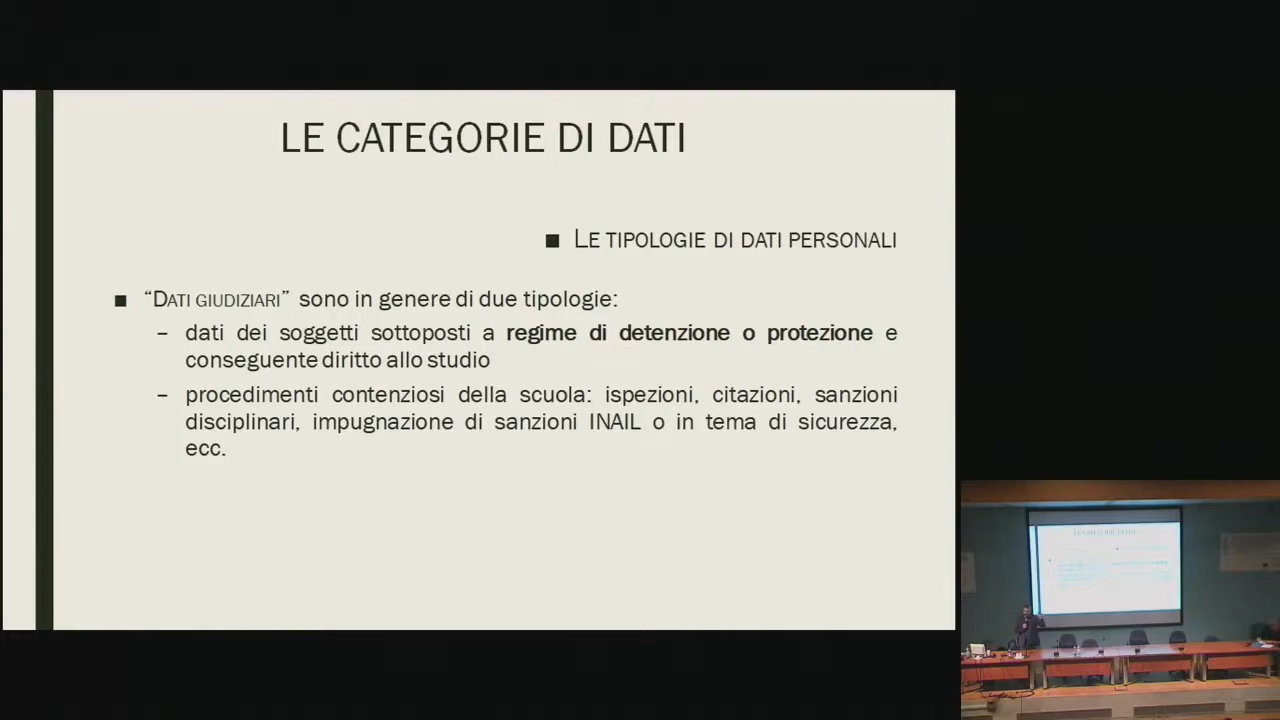 LE CATEGORIE DI DATI
■ LE TIPOLOGIE DI DATI PERSONALI
■ “DATI GIUDIZIARI” sono in genere di due tipologie:
– dati dei soggetti sottoposti a regime di detenzione o protezione e
conseguente diritto allo studio
– procedimenti contenziosi della scuola: ispezioni, citazioni, sanzioni
disciplinari, impugnazione di sanzioni INAIL o in tema di sicurezza,
ecc.